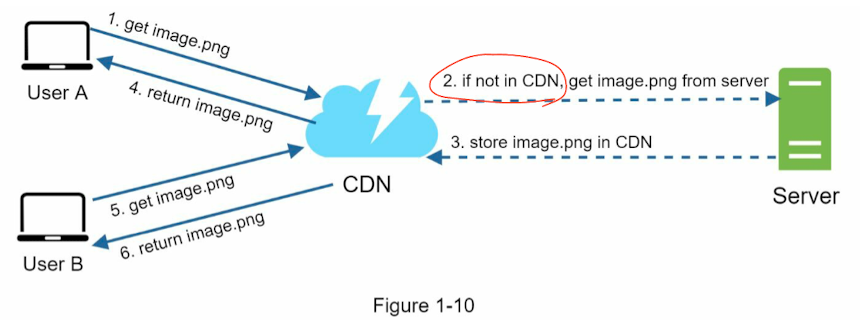 1. get image.png
User A
4. return image.png
2. if not in CDN, get image.png from server
3. store image.png in CDN
CDN
Server
5. get image.png
6. return image.png
User B
Figure 1-10